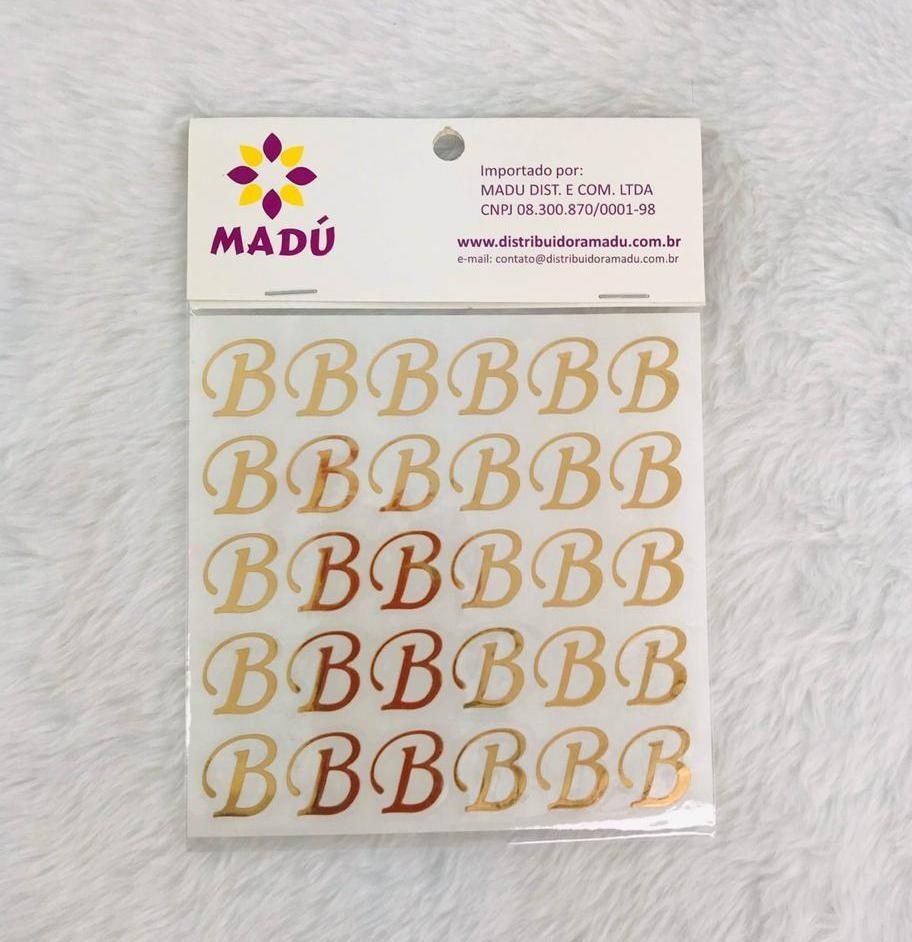 MADÚ
Importado por:
MADU DIST. E COM. LTDA
CNPJ 08.300.870/0001-98
www.distribuidoramadu.com.br
e-mail: contato@distribuidoramadu.com.br
B B B B B B
B B B B B B
B B B B B B
B B B B B B
B B B B B B